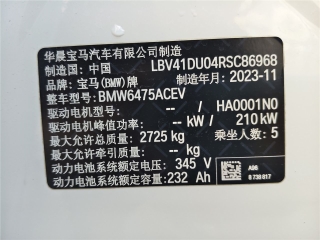 华晨宝马汽车有限公司制造
制造国: 中国 LBV41DU04RSC86968
品牌: 宝马(BMW)牌 制造年月: 2023-11
整车型号: BMW6475ACEV
驱动电机型号: -- / HA0001N0
驱动电机峰值功率: -- kW / 210 kW
最大允许总质量: 2725 kg 乘坐人数: 5
最大允许牵引质量: -- kg
动力电池系统额定电压: 345 V A96
动力电池系统额定容量: 232 Ah 8 738 817